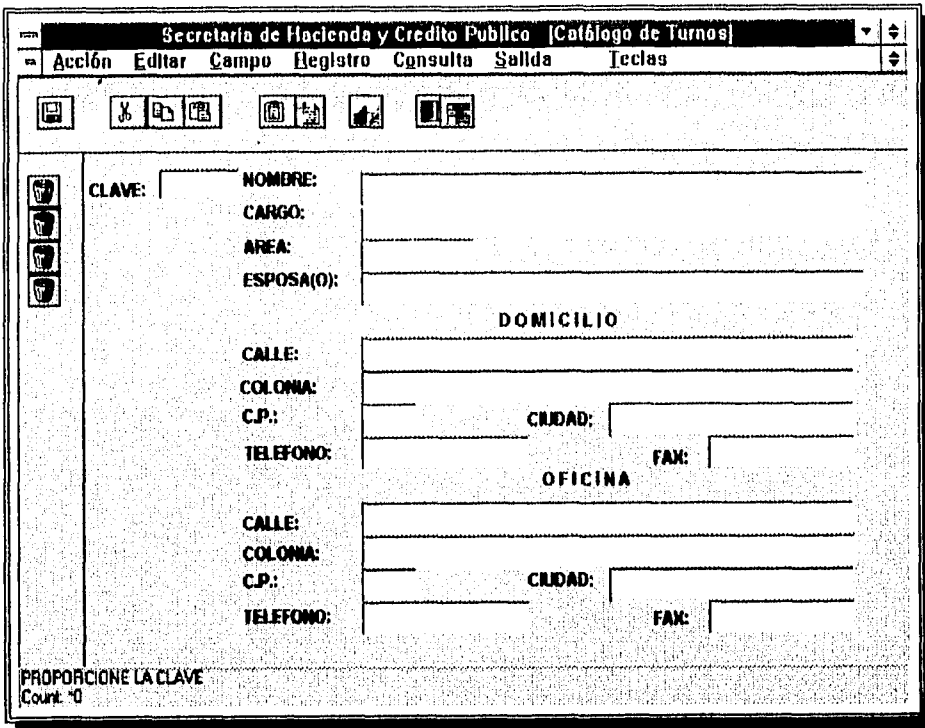 Secretaría de Hacienda y Credito Publico [Catálogo de Turnos]
Acción Editar Campo Registro Consulta Salida Teclas
CLAVE: NOMBRE:
CARGO:
AREA:
ESPOSA(O):
DOMICILIO
CALLE:
COLONIA:
C.P.: CIUDAD:
TELEFONO: FAX:
OFICINA
CALLE:
COLONIA:
C.P.: CIUDAD:
TELEFONO: FAX:
PROPORCIONE LA CLAVE
Count: *0